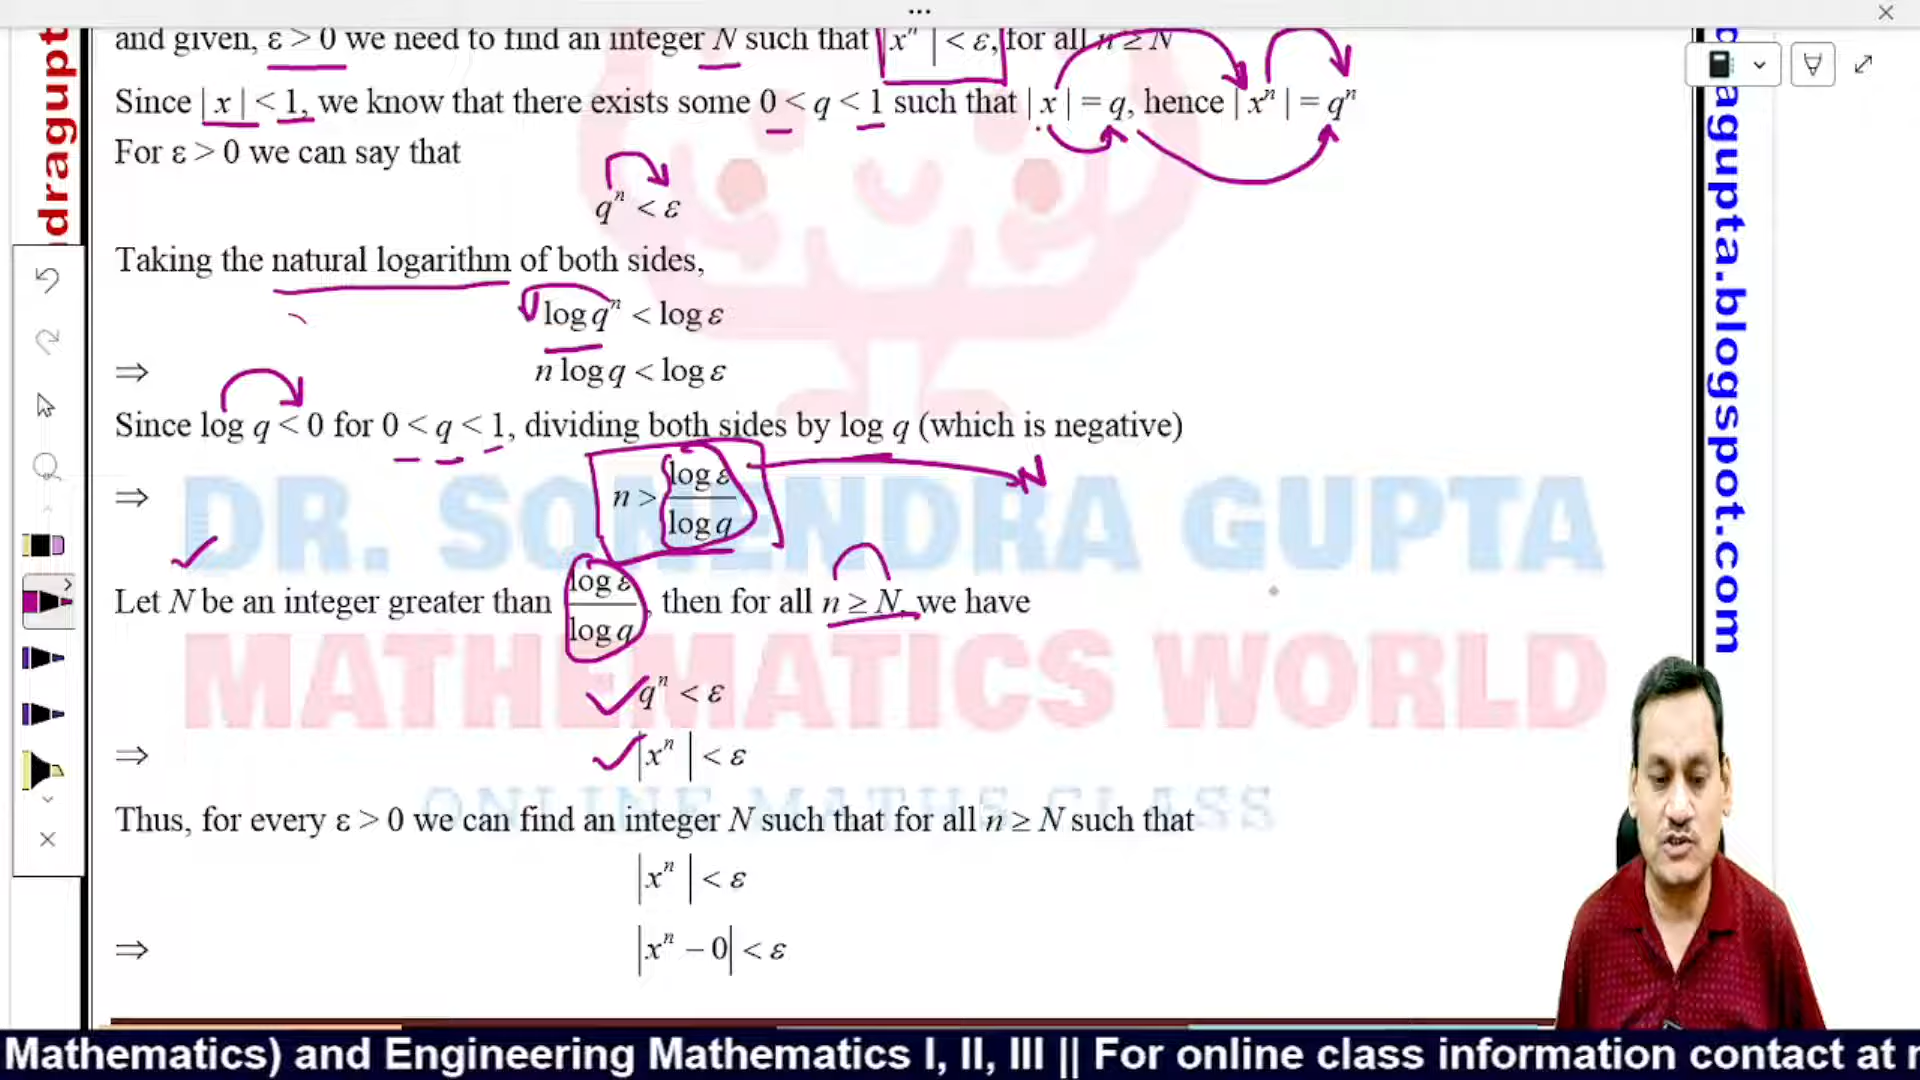 and given, ε > 0 we need to find an integer N such that |xⁿ| < ε, for all n ≥ N
Since | x | < 1, we know that there exists some 0 < q < 1 such that | x | = q, hence | xⁿ | = qⁿ
For ε > 0 we can say that
qⁿ < ε
Taking the natural logarithm of both sides,
log qⁿ < log ε
⇒ n log q < log ε
Since log q < 0 for 0 < q < 1, dividing both sides by log q (which is negative)
⇒ n > log ε / log q
N
Let N be an integer greater than log ε / log q, then for all n ≥ N, we have
qⁿ < ε
⇒ |xⁿ| < ε
Thus, for every ε > 0 we can find an integer N such that for all n ≥ N such that
|xⁿ| < ε
⇒ |xⁿ − 0| < ε
DR. SONENDRA GUPTA
MATHEMATICS WORLD
ONLINE MATHS CLASS
dragupt
dragupta.blogspot.com
Mathematics) and Engineering Mathematics I, II, III || For online class information contact at